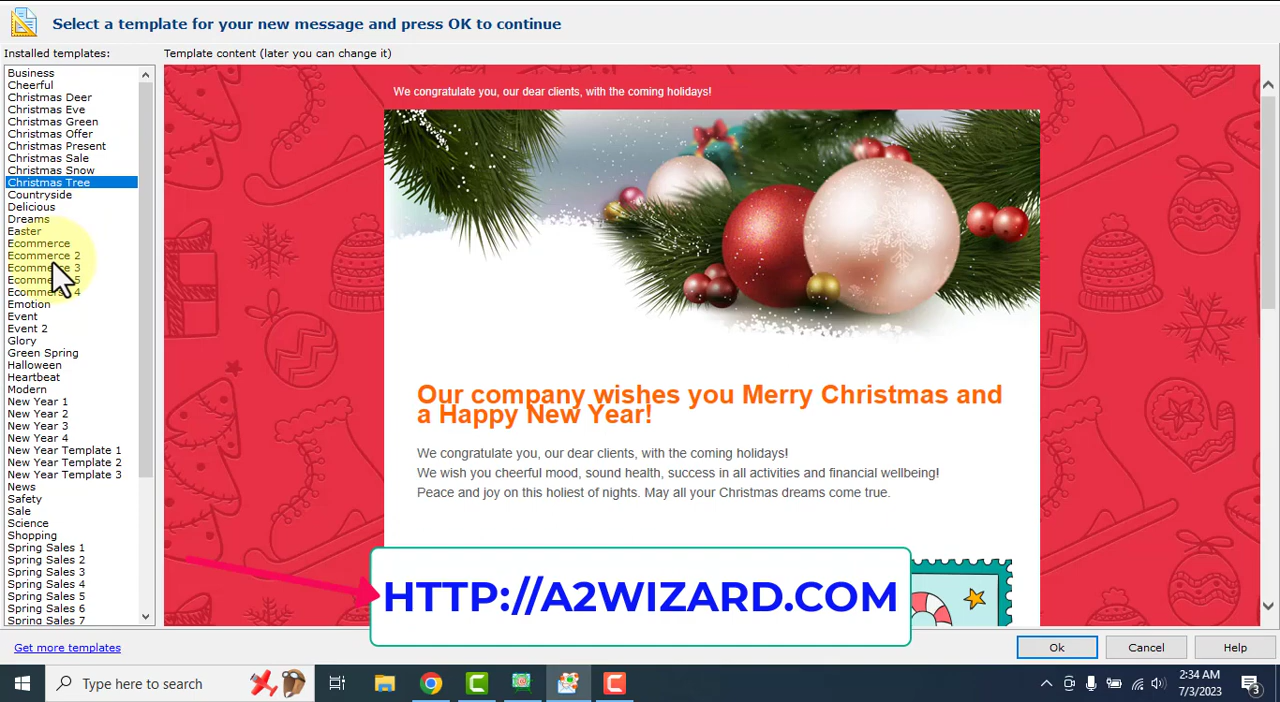 Select a template for your new message and press OK to continue
Installed templates:
Template content (later you can change it)
Business
Cheerful
Christmas Deer
Christmas Eve
Christmas Green
Christmas Offer
Christmas Present
Christmas Sale
Christmas Snow
Christmas Tree
Countryside
Delicious
Dreams
Easter
Ecommerce
Ecommerce 2
Ecommerce 3
Ecommerce 5
Ecommerce 4
Emotion
Event
Event 2
Glory
Green Spring
Halloween
Heartbeat
Modern
New Year 1
New Year 2
New Year 3
New Year 4
New Year Template 1
New Year Template 2
New Year Template 3
News
Safety
Sale
Science
Shopping
Spring Sales 1
Spring Sales 2
Spring Sales 3
Spring Sales 4
Spring Sales 5
Spring Sales 6
Spring Sales 7
We congratulate you, our dear clients, with the coming holidays!
Our company wishes you Merry Christmas and
a Happy New Year!
We congratulate you, our dear clients, with the coming holidays!
We wish you cheerful mood, sound health, success in all activities and financial wellbeing!
Peace and joy on this holiest of nights. May all your Christmas dreams come true.
HTTP://A2WIZARD.COM
Get more templates
Ok
Cancel
Help
Type here to search
2:34 AM
7/3/2023
3